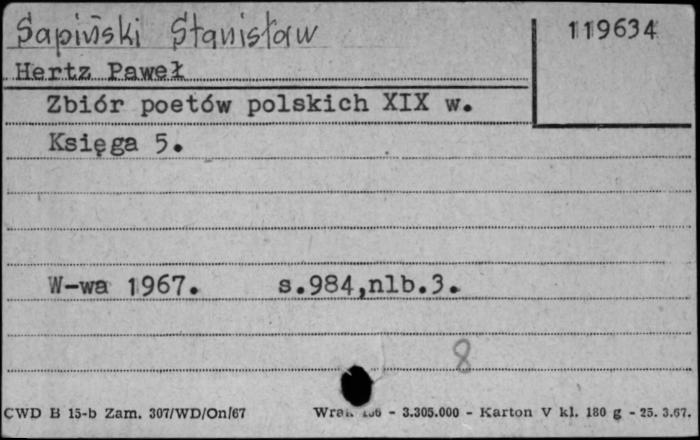 Sapiński Stanisław
119634
Hertz Paweł
Zbiór poetów polskich XIX w.
Księga 5.
W-wa 1967. s.984,nlb.3.
8
CWD B 15-b Zam. 307/WD/On/67 - 3.305.000 - Karton V kl. 180 g - 25. 3.67.